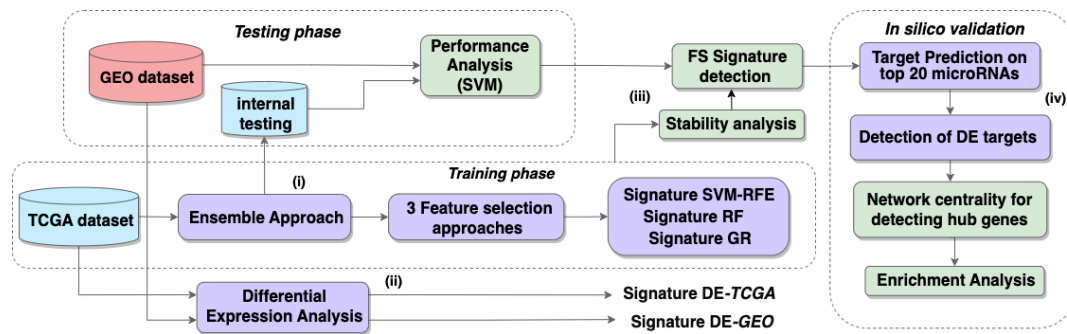 Testing phase
GEO dataset
internal
testing
Performance
Analysis
(SVM)
FS Signature
detection
(iii)
Stability analysis
In silico validation
Target Prediction on
top 20 microRNAs
(iv)
Detection of DE targets
Network centrality for
detecting hub genes
Enrichment Analysis
Training phase
TCGA dataset
(i)
Ensemble Approach
3 Feature selection
approaches
Signature SVM-RFE
Signature RF
Signature GR
(ii)
Differential
Expression Analysis
Signature DE-TCGA
Signature DE-GEO